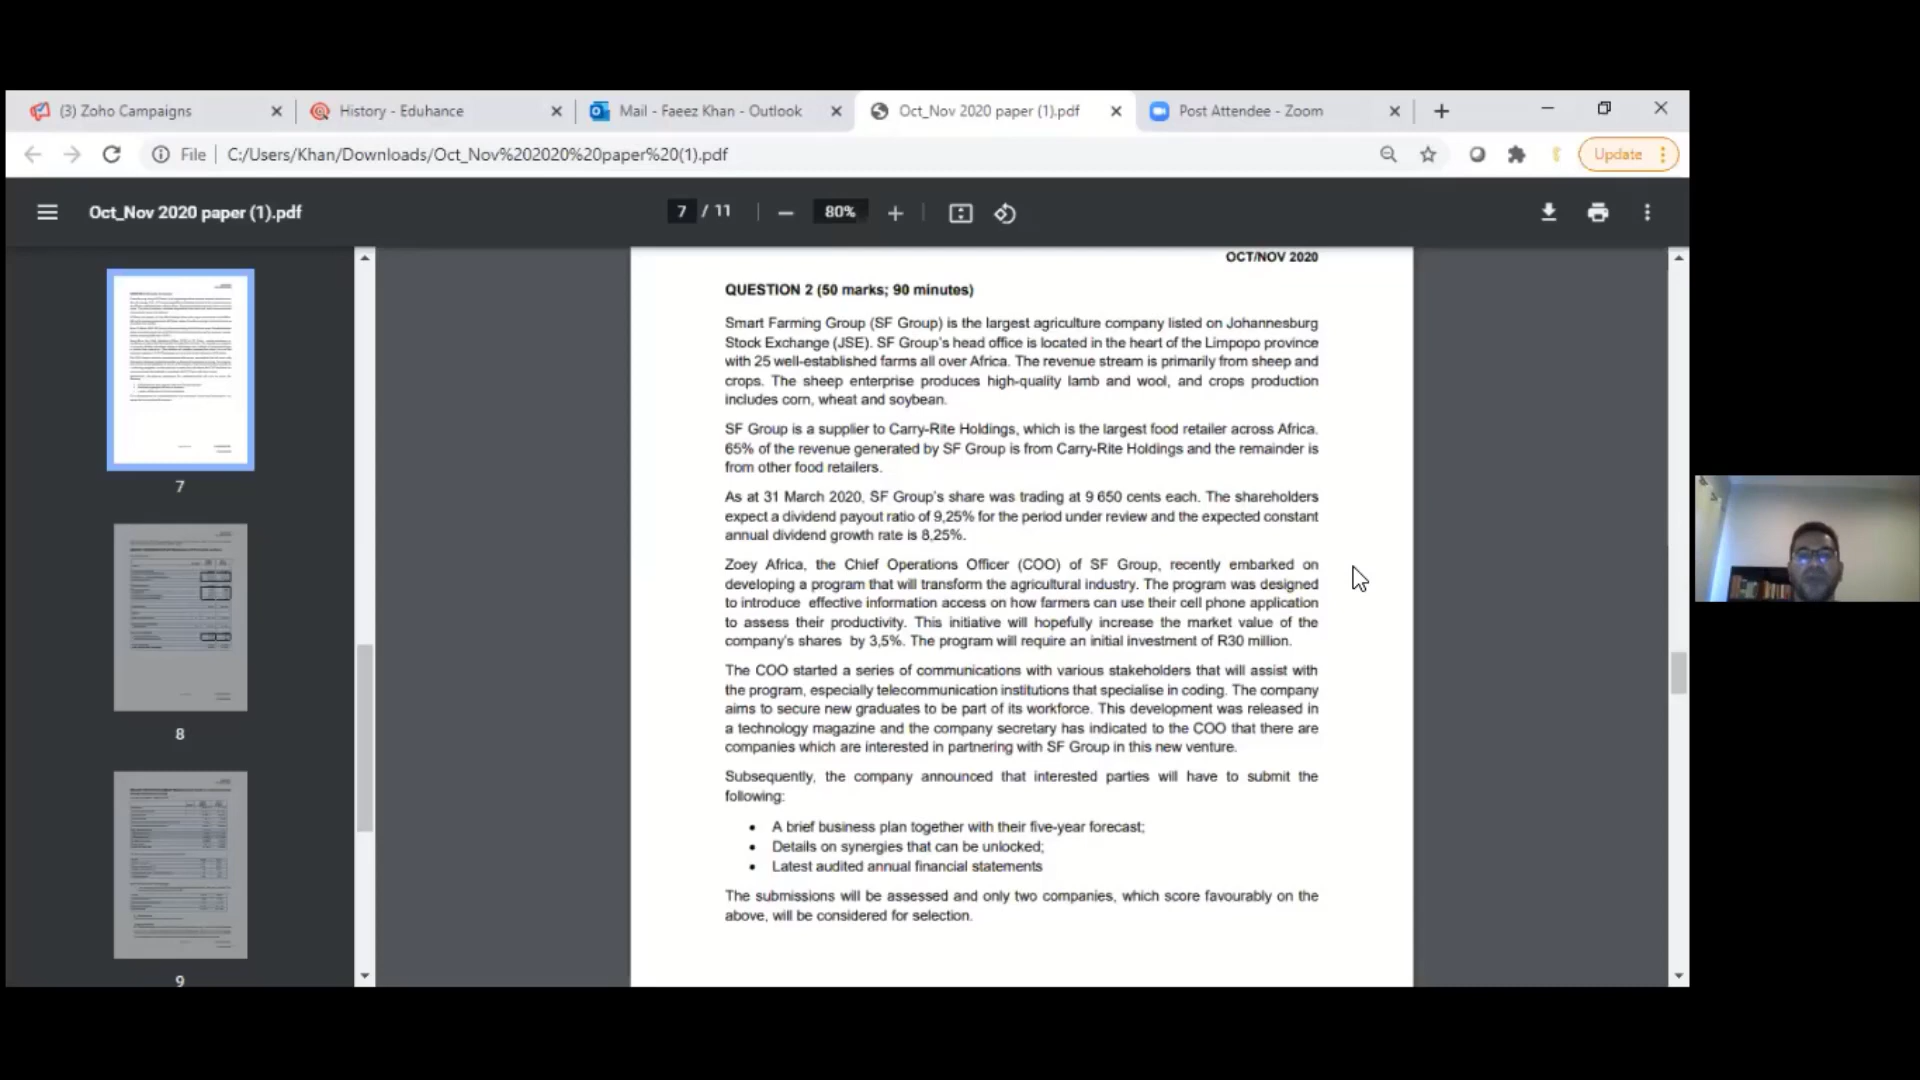 (3) Zoho Campaigns
History - Eduhance
Mail - Faeez Khan - Outlook
Oct_Nov 2020 paper (1).pdf
Post Attendee - Zoom
File
C:/Users/Khan/Downloads/Oct_Nov%202020%20paper%20(1).pdf
Update
Oct_Nov 2020 paper (1).pdf
7 / 11
80%
7
8
9
OCT/NOV 2020
QUESTION 2 (50 marks; 90 minutes)
Smart Farming Group (SF Group) is the largest agriculture company listed on Johannesburg
Stock Exchange (JSE). SF Group's head office is located in the heart of the Limpopo province
with 25 well-established farms all over Africa. The revenue stream is primarily from sheep and
crops. The sheep enterprise produces high-quality lamb and wool, and crops production
includes corn, wheat and soybean.
SF Group is a supplier to Carry-Rite Holdings, which is the largest food retailer across Africa.
65% of the revenue generated by SF Group is from Carry-Rite Holdings and the remainder is
from other food retailers.
As at 31 March 2020, SF Group's share was trading at 9 650 cents each. The shareholders
expect a dividend payout ratio of 9,25% for the period under review and the expected constant
annual dividend growth rate is 8,25%.
Zoey Africa, the Chief Operations Officer (COO) of SF Group, recently embarked on
developing a program that will transform the agricultural industry. The program was designed
to introduce effective information access on how farmers can use their cell phone application
to assess their productivity. This initiative will hopefully increase the market value of the
company's shares by 3,5%. The program will require an initial investment of R30 million.
The COO started a series of communications with various stakeholders that will assist with
the program, especially telecommunication institutions that specialise in coding. The company
aims to secure new graduates to be part of its workforce. This development was released in
a technology magazine and the company secretary has indicated to the COO that there are
companies which are interested in partnering with SF Group in this new venture.
Subsequently, the company announced that interested parties will have to submit the
following:
• A brief business plan together with their five-year forecast;
• Details on synergies that can be unlocked;
• Latest audited annual financial statements
The submissions will be assessed and only two companies, which score favourably on the
above, will be considered for selection.